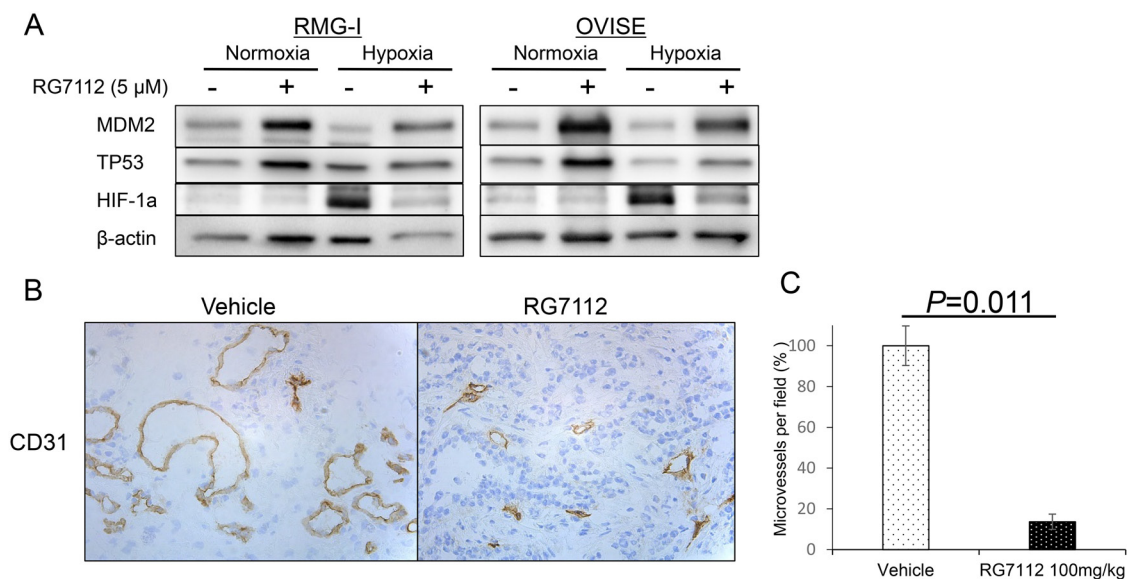 A
RMG-I
OVISE
Normoxia Hypoxia Normoxia Hypoxia
RG7112 (5 μM) - + - + - + - +
MDM2
TP53
HIF-1a
β-actin
B
Vehicle RG7112
CD31
C
P=0.011
Microvessels per field (% )
100
80
60
40
20
0
Vehicle RG7112 100mg/kg